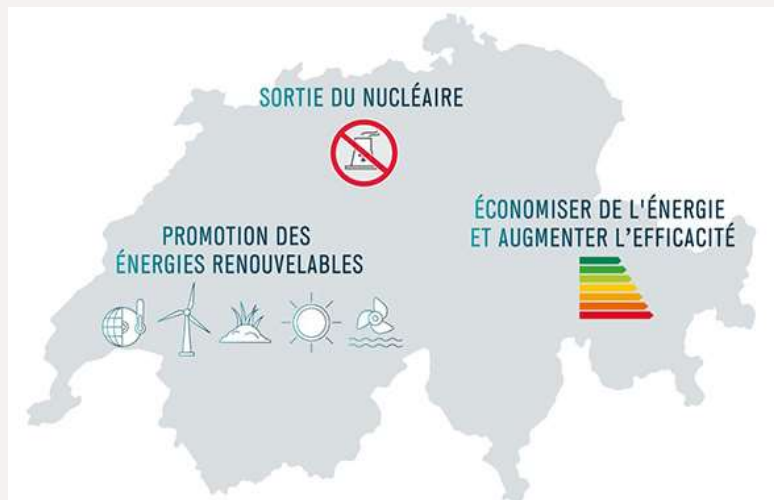 SORTIE DU NUCLÉAIRE
PROMOTION DES
ÉNERGIES RENOUVELABLES
ÉCONOMISER DE L'ÉNERGIE
ET AUGMENTER L’EFFICACITÉ